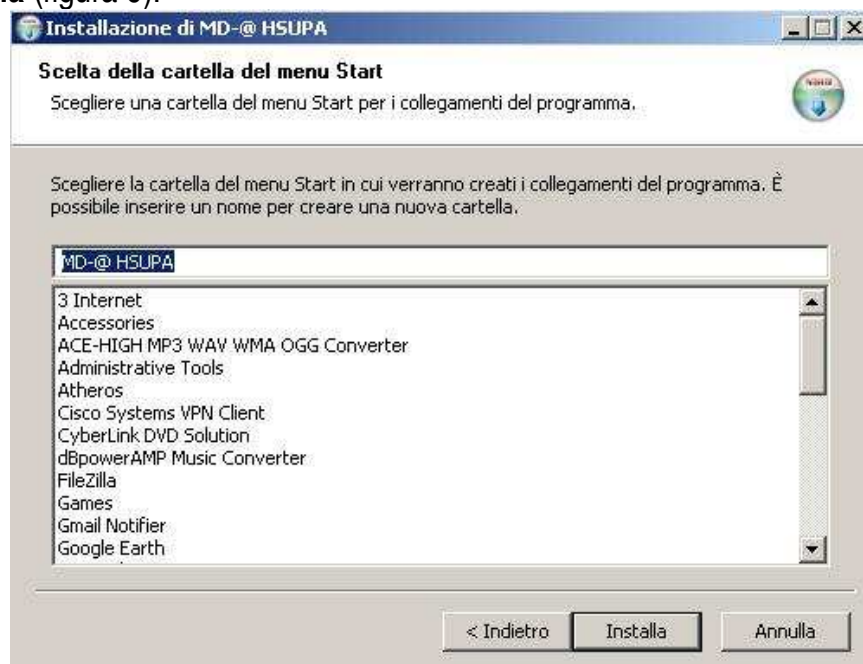 (figura
Installazione di MD-@ HSUPA
Scelta della cartella del menu Start
Scegliere una cartella del menu Start per i collegamenti del programma.
Scegliere la cartella del menu Start in cui verranno creati i collegamenti del programma. È
possibile inserire un nome per creare una nuova cartella.
MD-@ HSUPA
3 Internet
Accessories
ACE-HIGH MP3 WAV WMA OGG Converter
Administrative Tools
Atheros
Cisco Systems VPN Client
CyberLink DVD Solution
dBpowerAMP Music Converter
FileZilla
Games
Gmail Notifier
Google Earth
< Indietro
Installa
Annulla